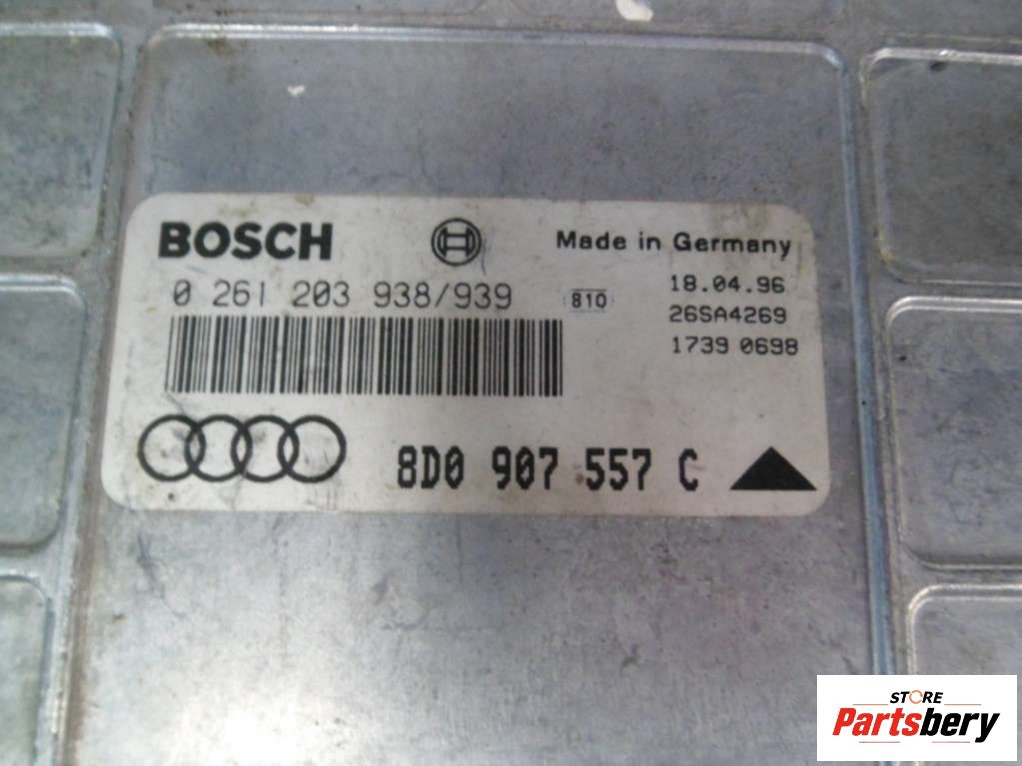 BOSCH
Made in Germany
0 261 203 938/939
810
18.04.96
26SA4269
1739 0698
8D0 907 557 C
STORE
Partsbery